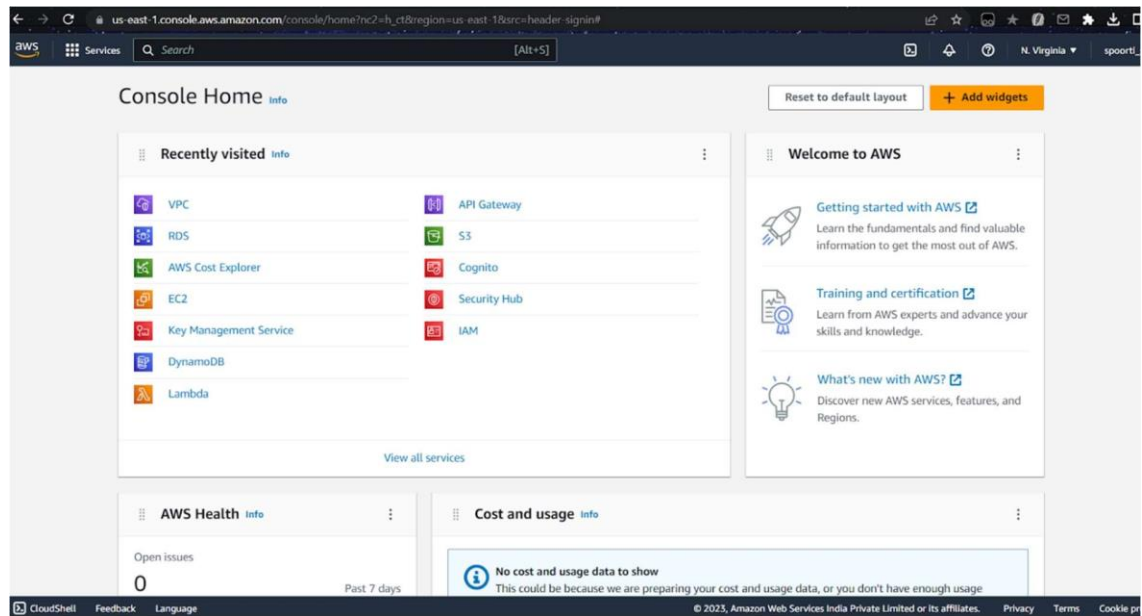 us-east-1.console.aws.amazon.com/console/home?nc2=h_ct&region=us-east-1&src=header-signin#
aws Services Search [Alt+S] N. Virginia
Console Home Info
Reset to default layout
+ Add widgets
Recently visited Info
VPC
RDS
AWS Cost Explorer
EC2
Key Management Service
DynamoDB
Lambda
API Gateway
S3
Cognito
Security Hub
IAM
View all services
Welcome to AWS
Getting started with AWS
Learn the fundamentals and find valuable
information to get the most out of AWS.
Training and certification
Learn from AWS experts and advance your
skills and knowledge.
What's new with AWS?
Discover new AWS services, features, and
Regions.
AWS Health Info
Open issues
0 Past 7 days
Cost and usage Info
No cost and usage data to show
This could be because we are preparing your cost and usage data, or you don't have enough usage
CloudShell Feedback Language © 2023, Amazon Web Services India Private Limited or its affiliates. Privacy Terms Cookie